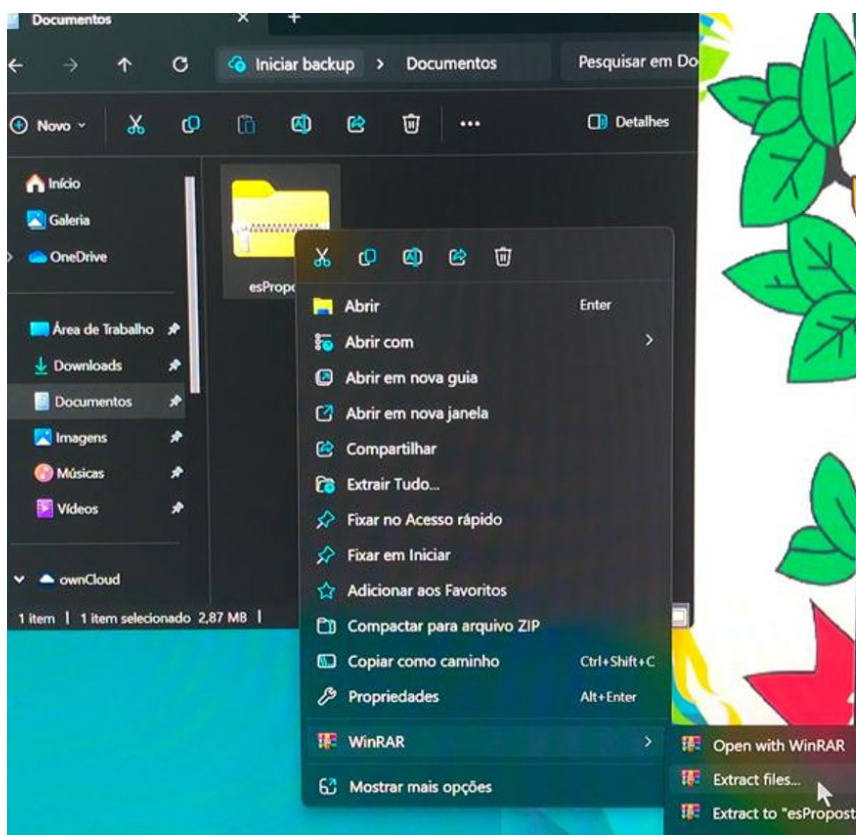 Documentos
Iniciar backup > Documentos
Pesquisar em Do
Novo
Detalhes
Início
Galeria
OneDrive
Área de Trabalho
Downloads
Documentos
Imagens
Músicas
Vídeos
ownCloud
1 item | 1 item selecionado 2,87 MB |
esPropo
Abrir Enter
Abrir com
Abrir em nova guia
Abrir em nova janela
Compartilhar
Extrair Tudo...
Fixar no Acesso rápido
Fixar em Iniciar
Adicionar aos Favoritos
Compactar para arquivo ZIP
Copiar como caminho Ctrl+Shift+C
Propriedades Alt+Enter
WinRAR
Mostrar mais opções
Open with WinRAR
Extract files...
Extract to "esPropost